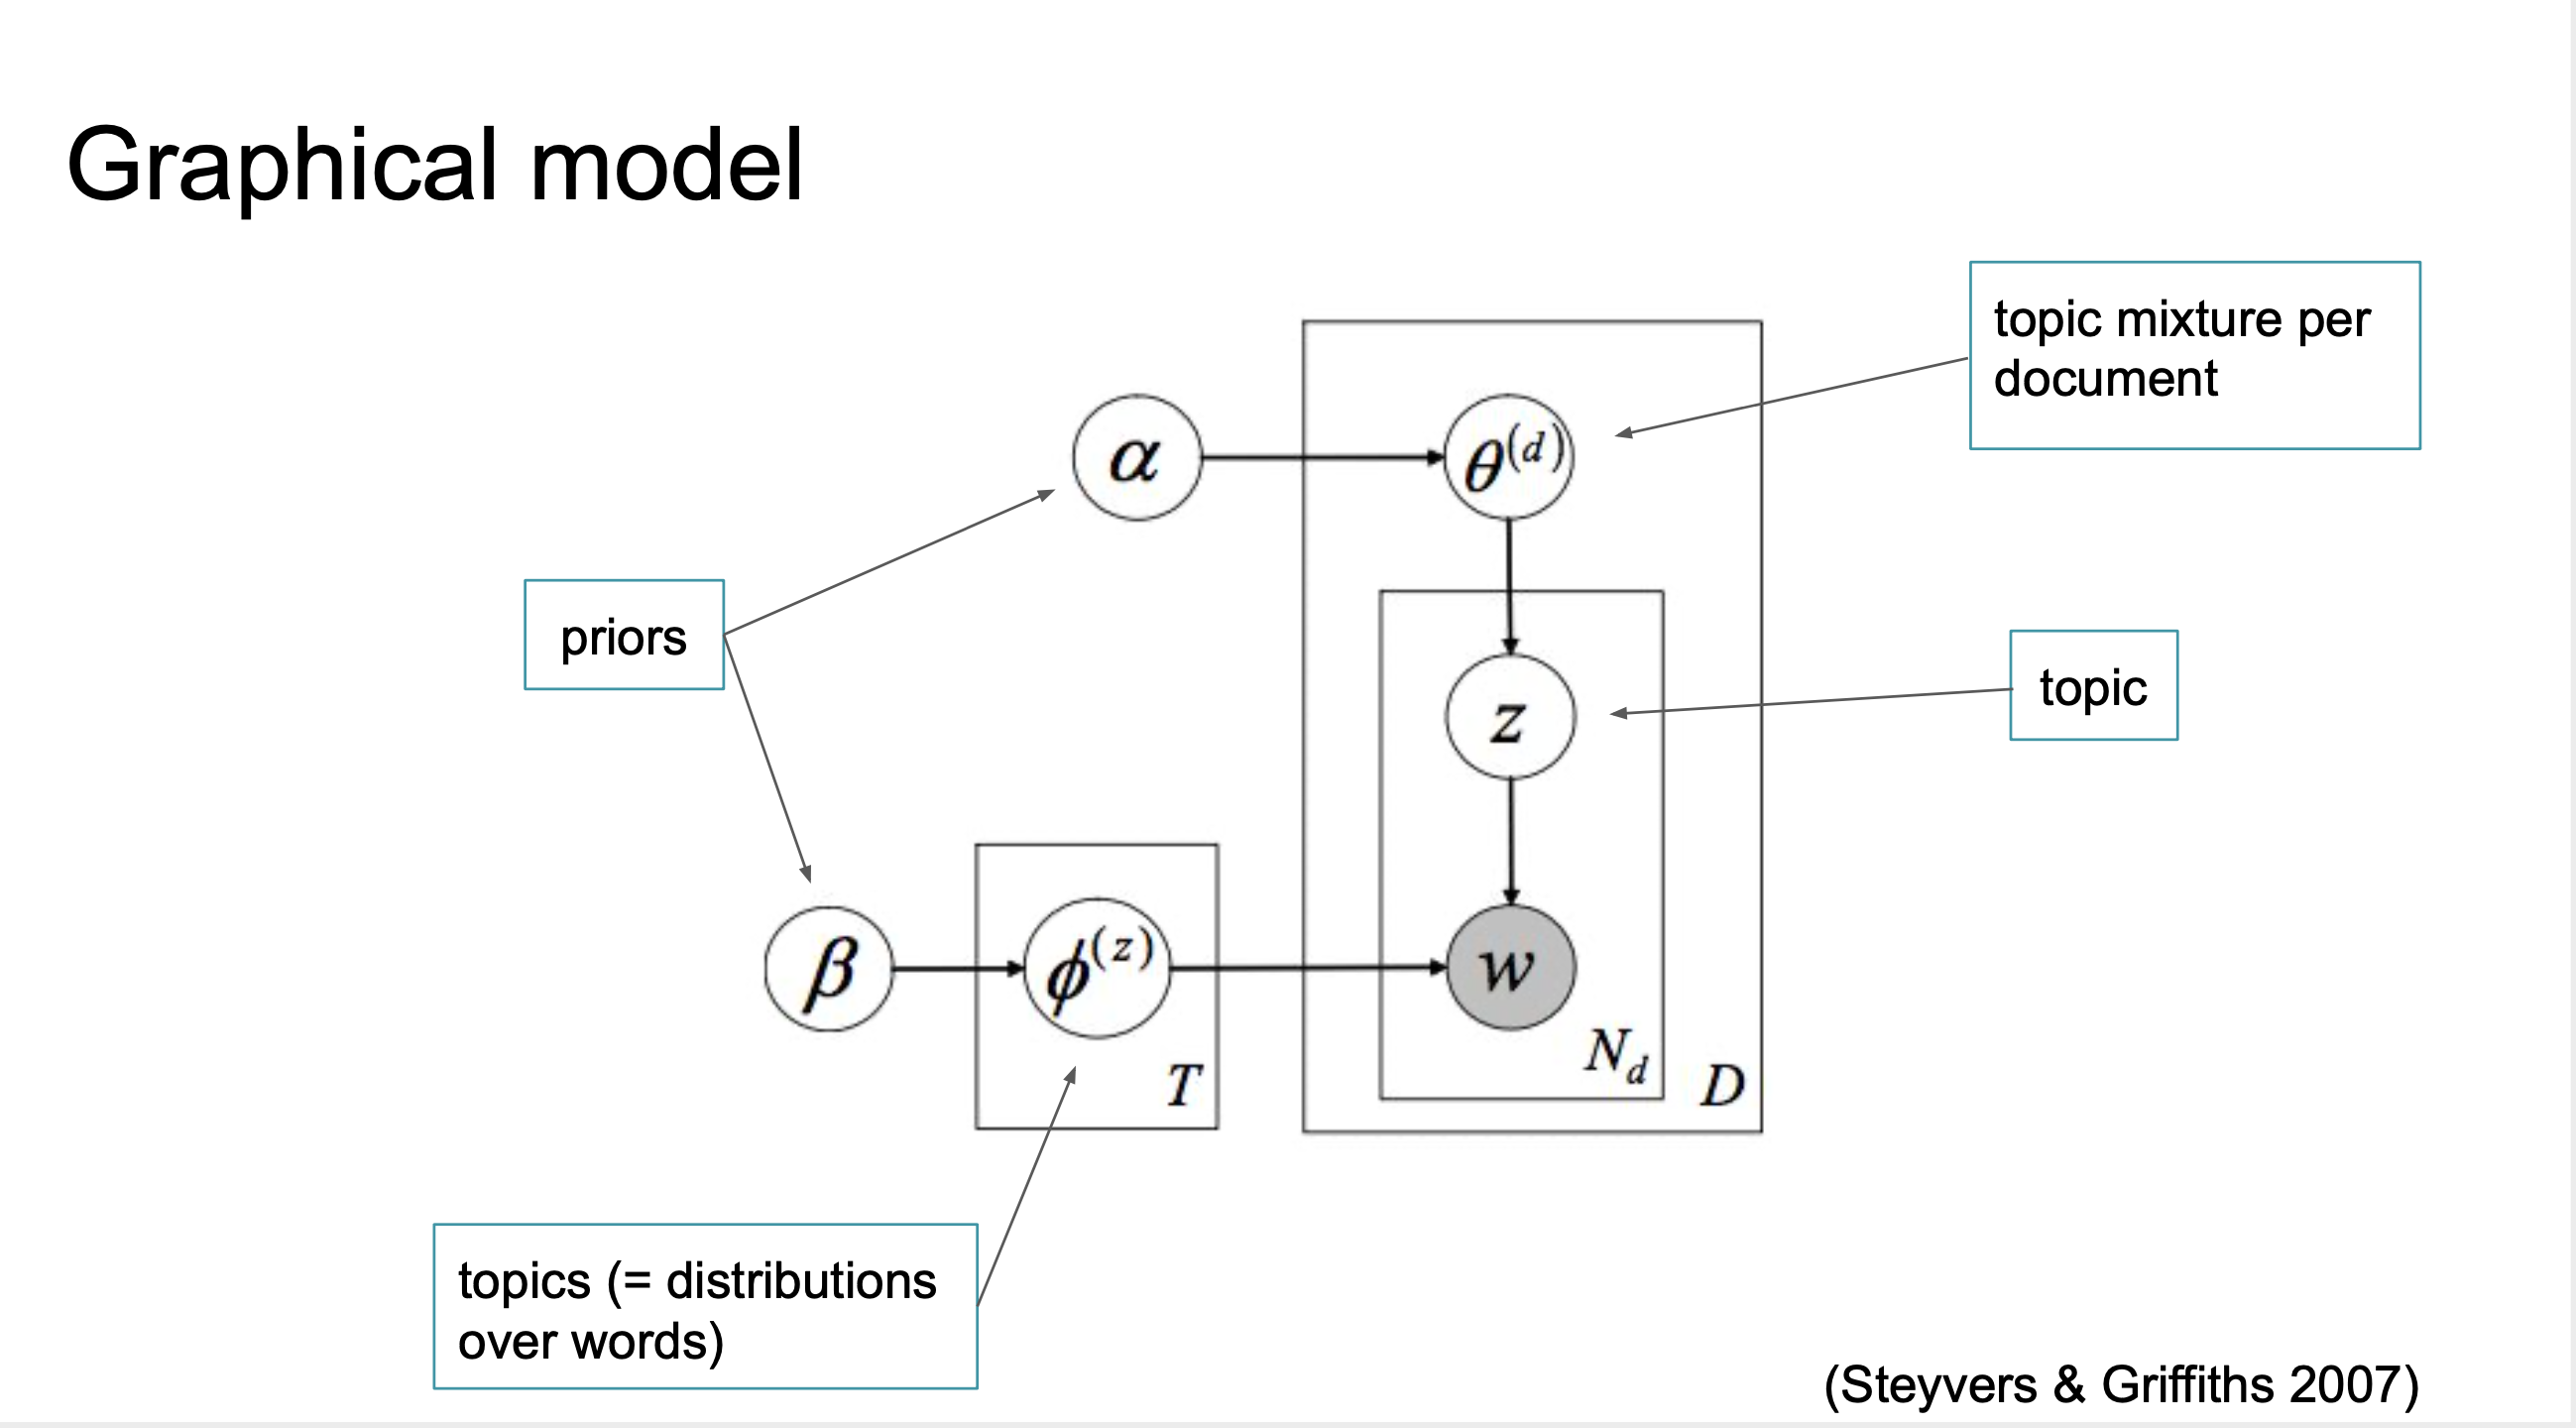 Graphical model
topic mixture per
document
α
θ(d)
priors
z
topic
β
ϕ(z)
w
Nd
T
D
topics (= distributions
over words)
(Steyvers & Griffiths 2007)